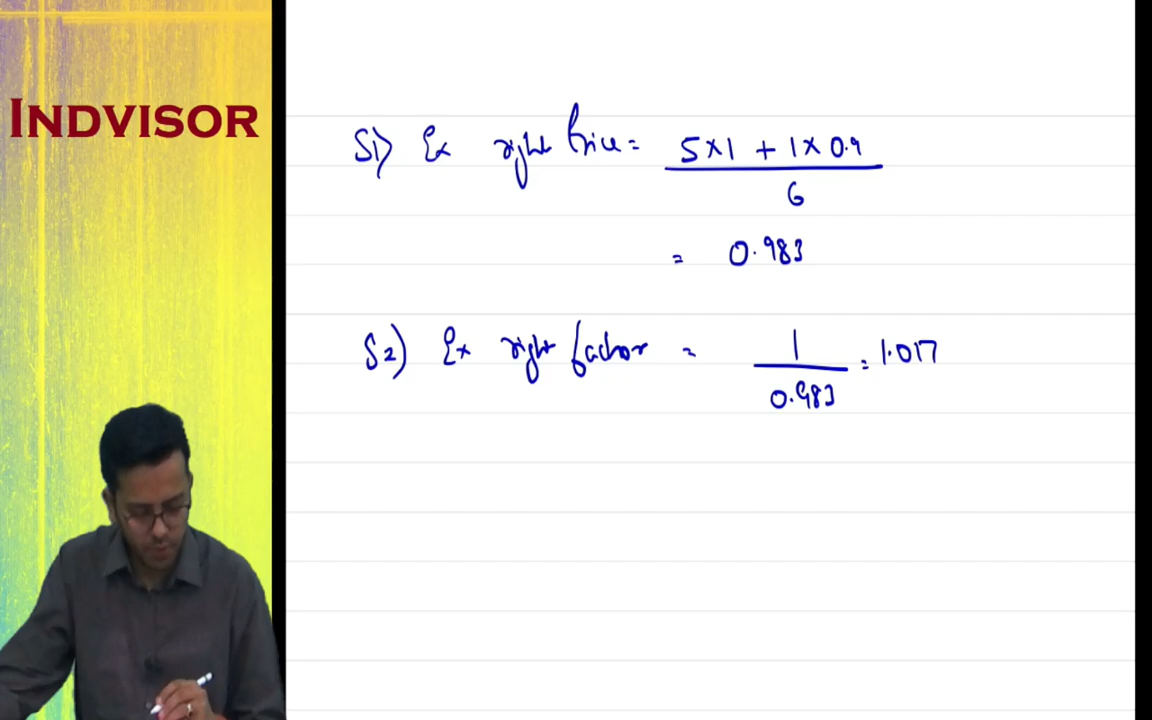 INDVISOR
S1) Ex right Price = 5×1 + 1×0.9
6
= 0.983
S2) Ex right factor = 1 = 1.017
0.983